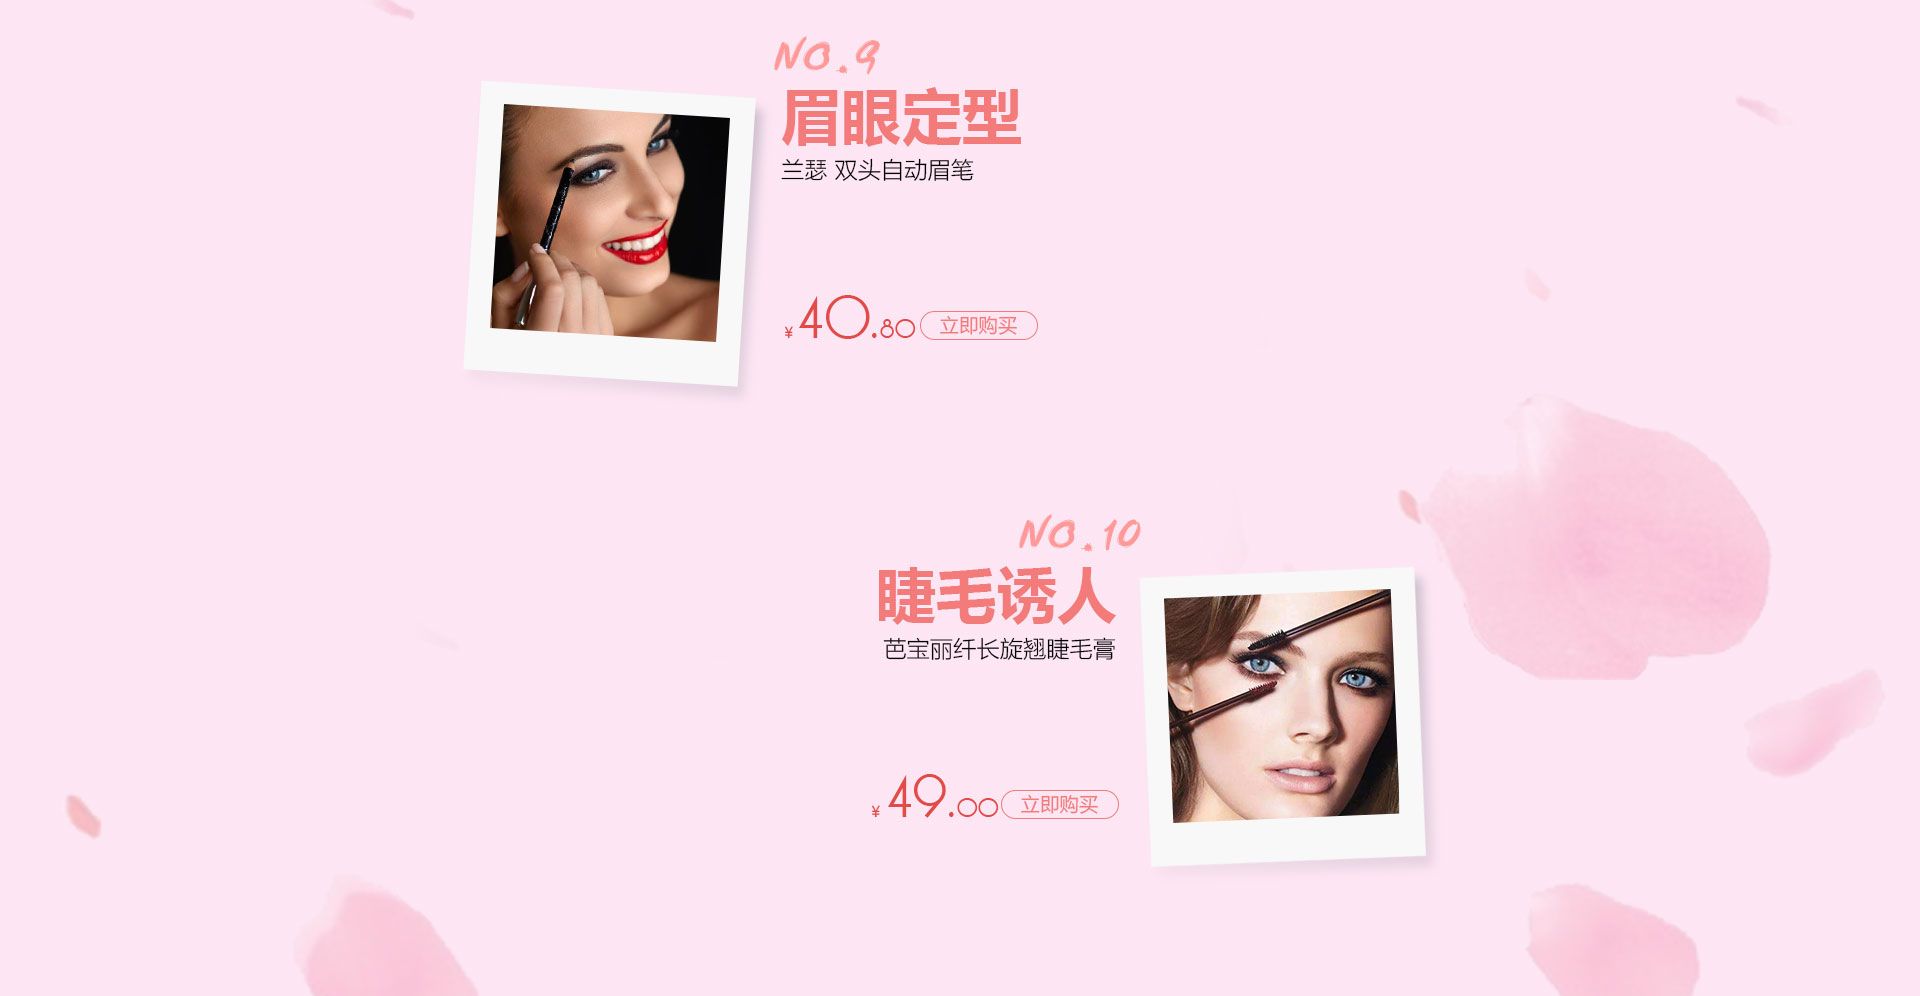 NO.9
眉眼定型
兰瑟 双头自动眉笔
¥40.80 立即购买
NO.10
睫毛诱人
芭宝丽纤长旋翘睫毛膏
¥49.00 立即购买